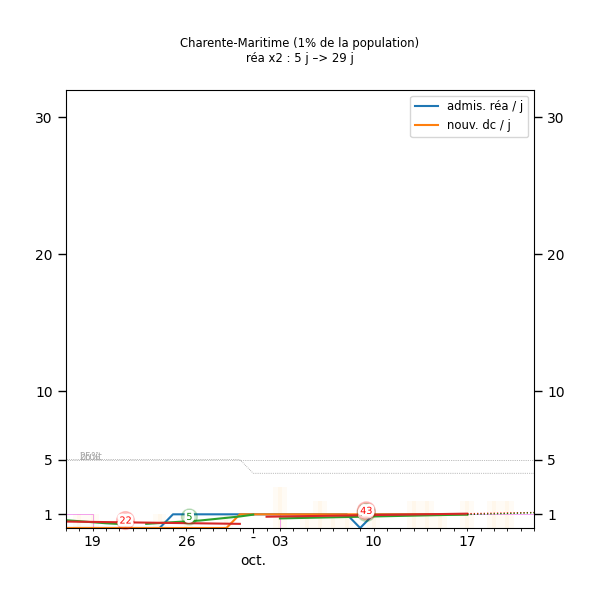 Charente-Maritime (1% de la population)
réa x2 : 5 j –> 29 j
admis. réa / j
nouv. dc / j
30 30
20 20
10 10
5 5
1 1
22 5 43
19 26 - 03 10 17
oct.